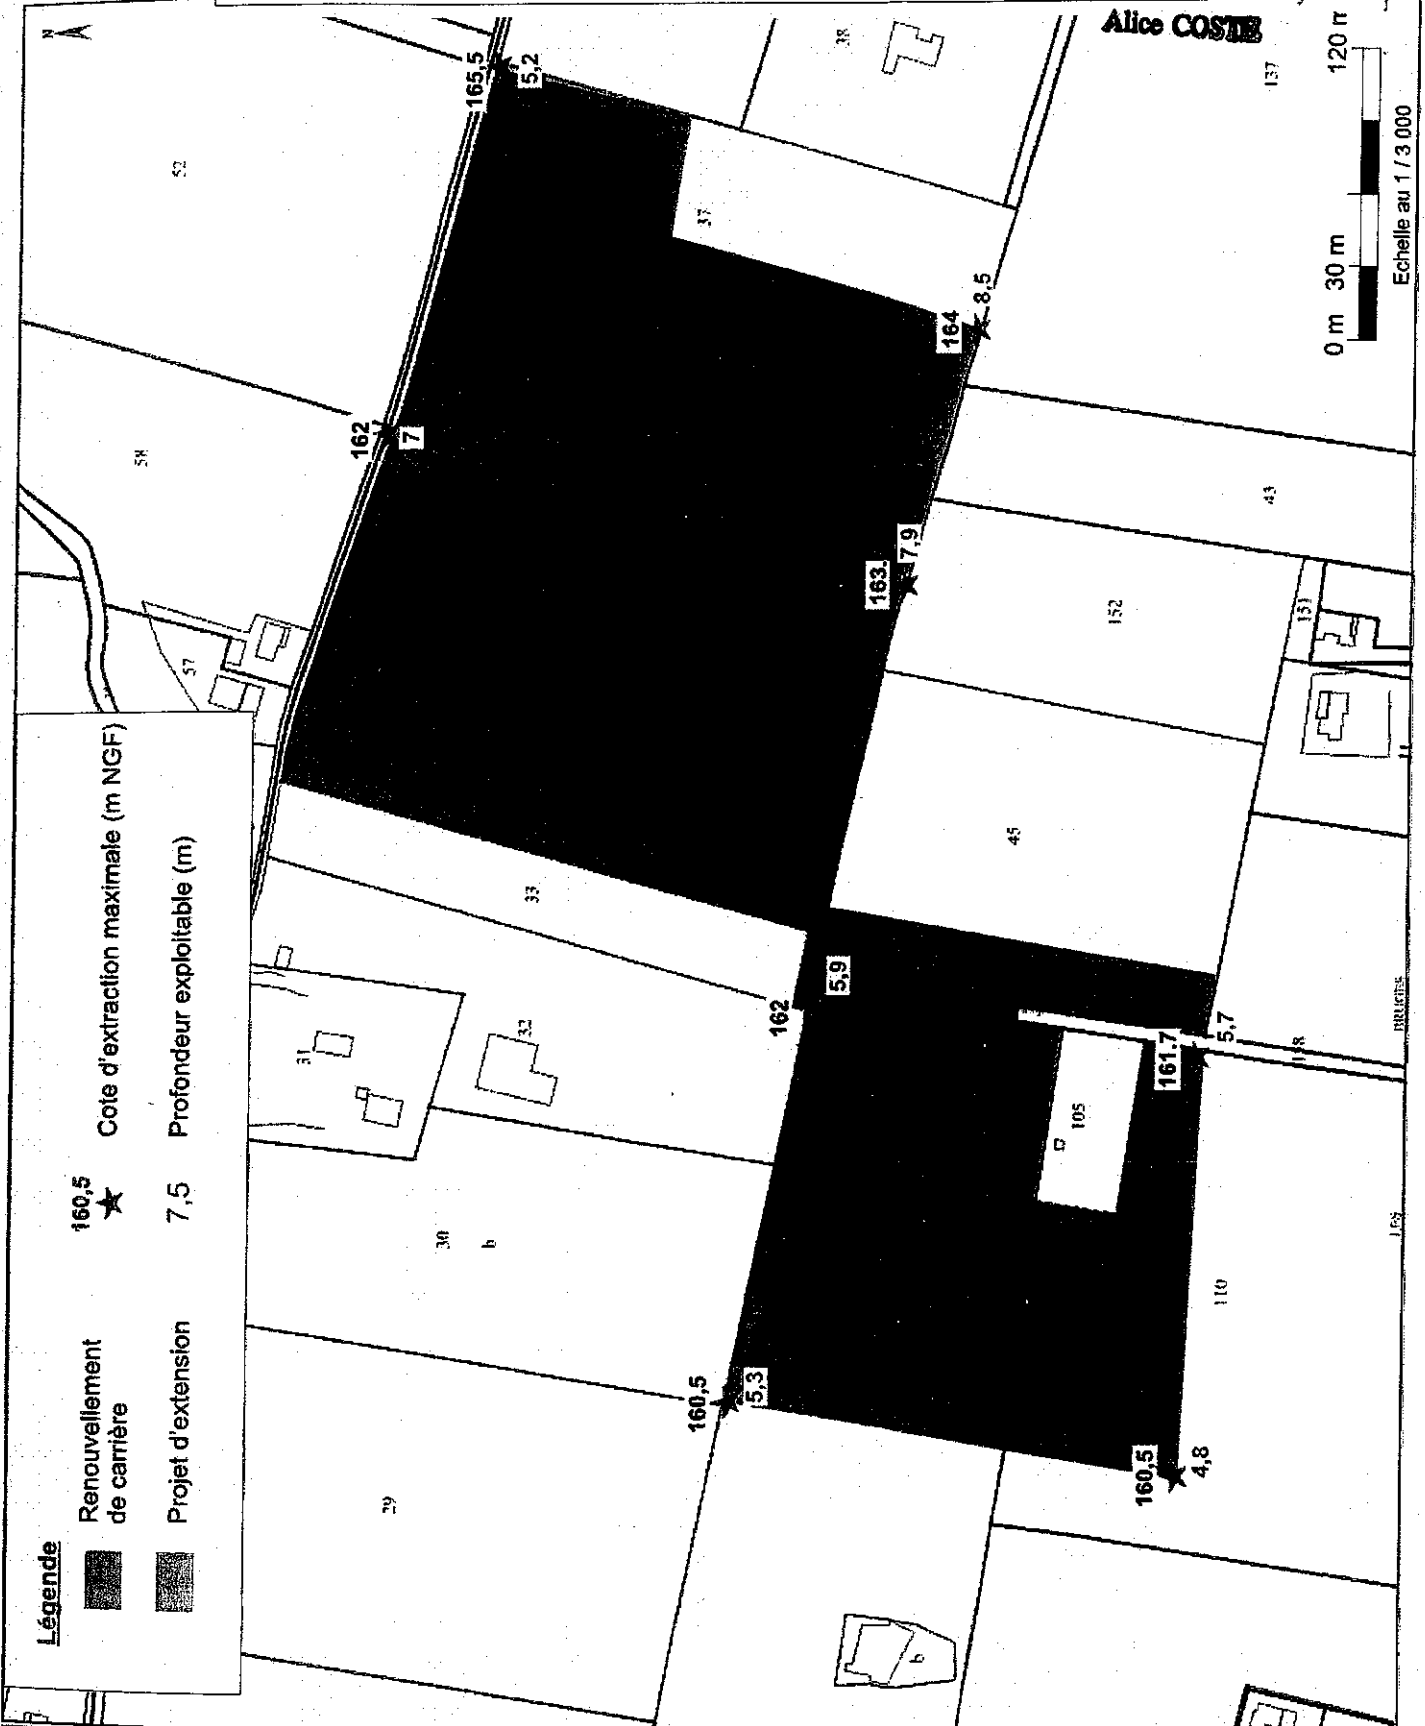 Légende
Renouvellement
de carrière
Projet d'extension
160,5
Cote d'extraction maximale (m NGF)
7,5
Profondeur exploitable (m)
N
Alice COSTE
165,5
5,2
162
7
164
8,5
163.
7,9
162
5,9
161.7
5,7
160,5
5,3
160,5
4,8
52
58
57
38
37
137
43
152
151
45
33
32
31
30
b
29
105
110
b
0 m
30 m
120 m
Echelle au 1 / 3 000